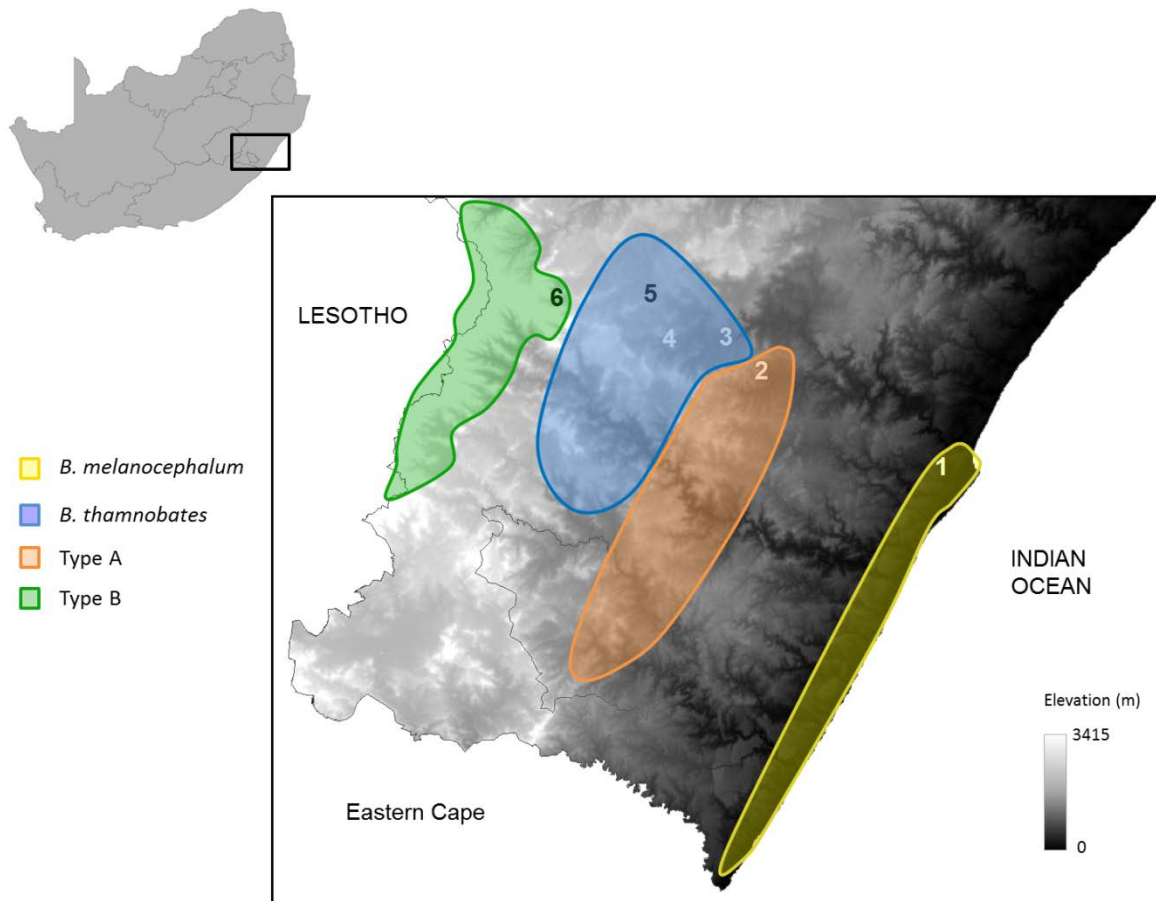 LESOTHO
6
5
4
3
2
1
B. melanocephalum
B. thamnobates
Type A
Type B
INDIAN
OCEAN
Eastern Cape
Elevation (m)
3415
0